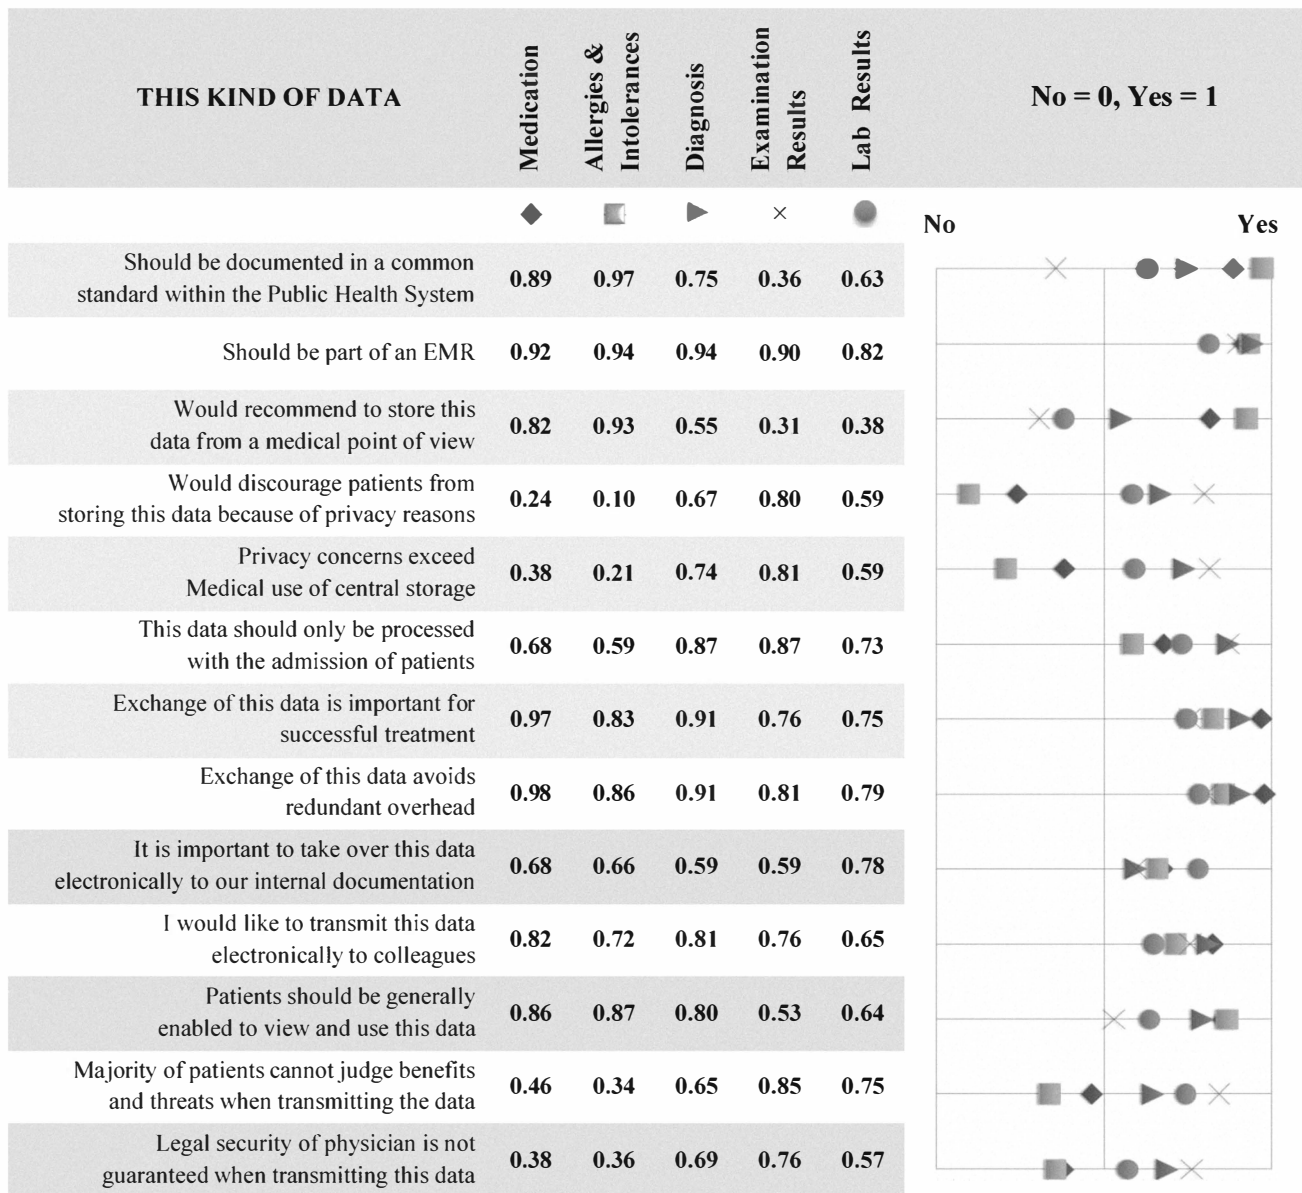 THIS KIND OF DATA
Medication
Allergies &
Intolerances
Diagnosis
Examination
Results
Lab Results
No = 0, Yes = 1
No Yes
Should be documented in a common
standard within the Public Health System
0.89 0.97 0.75 0.36 0.63
Should be part of an EMR
0.92 0.94 0.94 0.90 0.82
Would recommend to store this
data from a medical point of view
0.82 0.93 0.55 0.31 0.38
Would discourage patients from
storing this data because of privacy reasons
0.24 0.10 0.67 0.80 0.59
Privacy concerns exceed
Medical use of central storage
0.38 0.21 0.74 0.81 0.59
This data should only be processed
with the admission of patients
0.68 0.59 0.87 0.87 0.73
Exchange of this data is important for
successful treatment
0.97 0.83 0.91 0.76 0.75
Exchange of this data avoids
redundant overhead
0.98 0.86 0.91 0.81 0.79
It is important to take over this data
electronically to our internal documentation
0.68 0.66 0.59 0.59 0.78
I would like to transmit this data
electronically to colleagues
0.82 0.72 0.81 0.76 0.65
Patients should be generally
enabled to view and use this data
0.86 0.87 0.80 0.53 0.64
Majority of patients cannot judge benefits
and threats when transmitting the data
0.46 0.34 0.65 0.85 0.75
Legal security of physician is not
guaranteed when transmitting this data
0.38 0.36 0.69 0.76 0.57